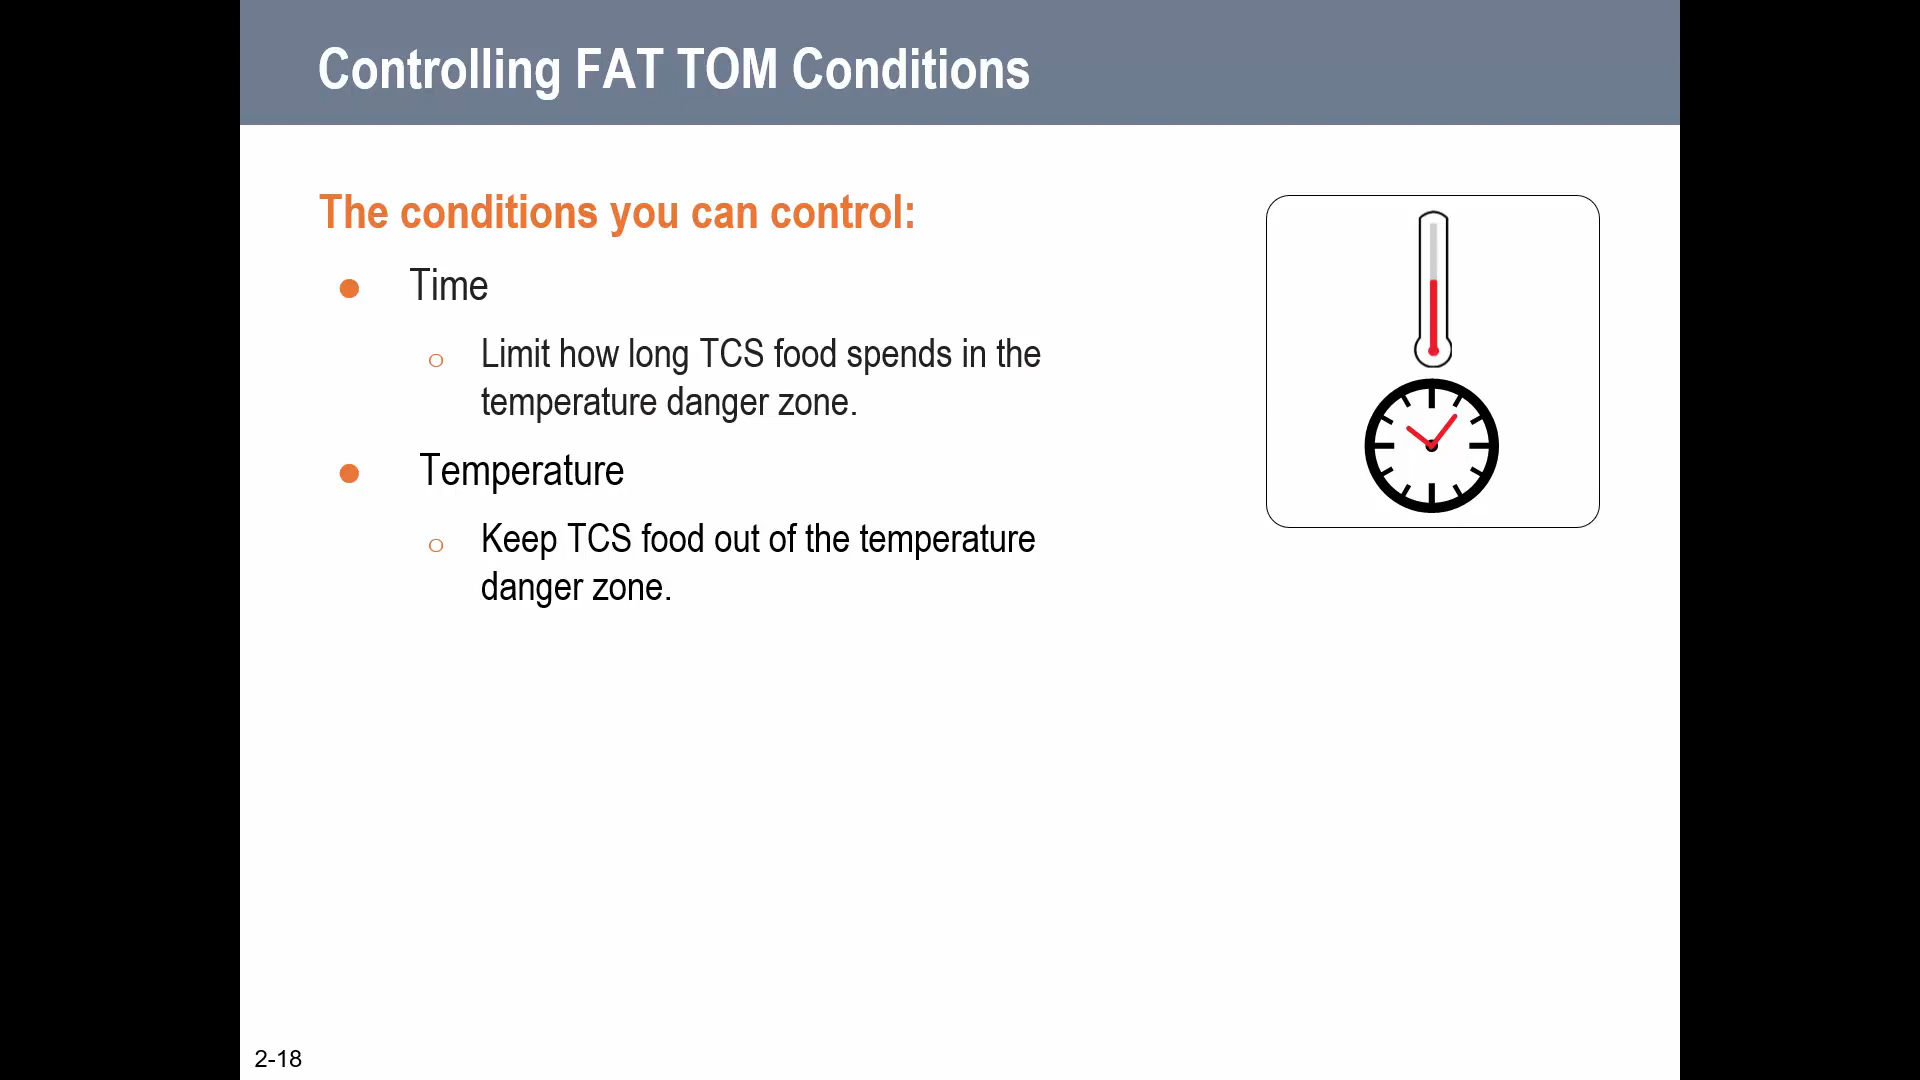 Controlling FAT TOM Conditions
The conditions you can control:
● Time
o Limit how long TCS food spends in the
temperature danger zone.
● Temperature
o Keep TCS food out of the temperature
danger zone.
2-18